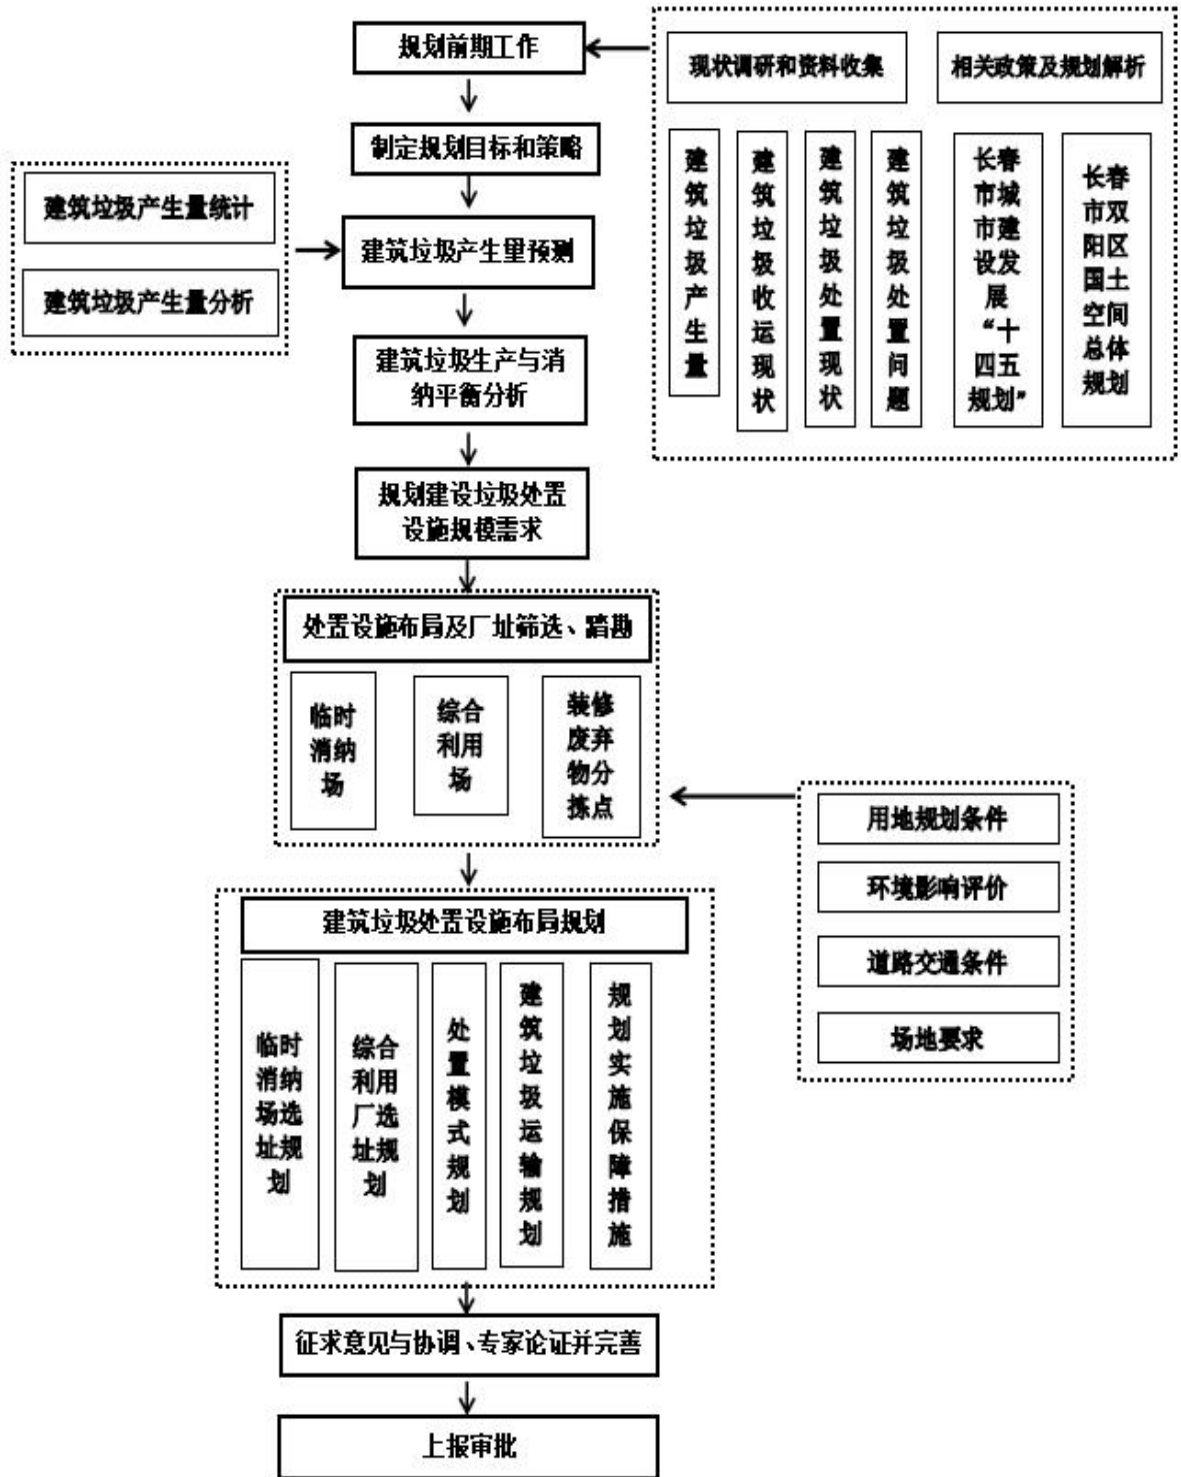 规划前期工作
现状调研和资料收集
相关政策及规划解析
建筑垃圾产生量
建筑垃圾收运现状
建筑垃圾处置现状
建筑垃圾处置问题
长春
市城
市建
设发
展
“十
四五
规划”
长春
市双
阳区
国土
空间
总体
规划
制定规划目标和策略
建筑垃圾产生量统计
建筑垃圾产生量分析
建筑垃圾产生量预测
建筑垃圾生产与消
纳平衡分析
规划建设垃圾处置
设施规模需求
处置设施布局及厂址筛选、踏勘
临时
消纳
场
综合
利用
场
装修
废弃
物分
拣点
用地规划条件
环境影响评价
道路交通条件
场地要求
建筑垃圾处置设施布局规划
临时
消纳
场选
址规
划
综合
利用
厂选
址规
划
处置模式规划
建筑垃圾运输规划
规划实施保障措施
征求意见与协调、专家论证并完善
上报审批